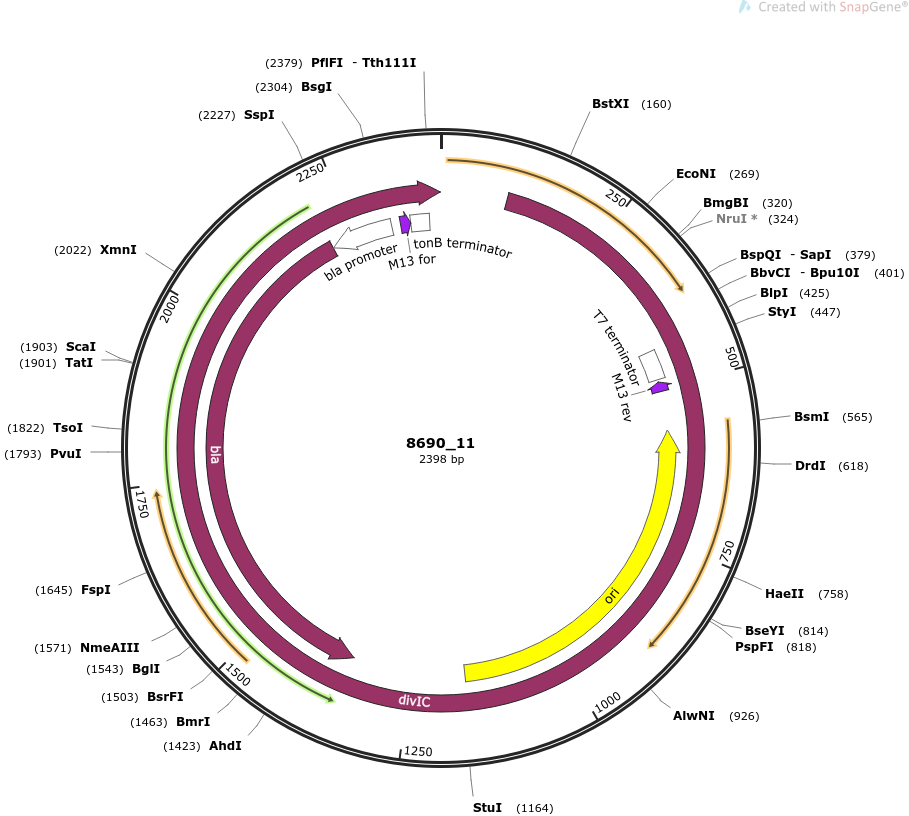 Created with SnapGene®
(2379) PflFI - Tth111I
(2304) BsgI
(2227) SspI
BstXI (160)
EcoNI (269)
BmgBI (320)
NruI * (324)
BspQI - SapI (379)
BbvCI - Bpu10I (401)
BlpI (425)
StyI (447)
BsmI (565)
DrdI (618)
HaeII (758)
BseYI (814)
PspFI (818)
AlwNI (926)
StuI (1164)
(2022) XmnI
(1903) ScaI
(1901) TatI
(1822) TsoI
(1793) PvuI
(1645) FspI
(1571) NmeAIII
(1543) BglI
(1503) BsrFI
(1463) BmrI
(1423) AhdI
250
500
750
1000
1250
1500
1750
2000
2250
bla promoter
M13 for
tonB terminator
T7 terminator
M13 rev
bla
ori
divIC
8690_11
2398 bp